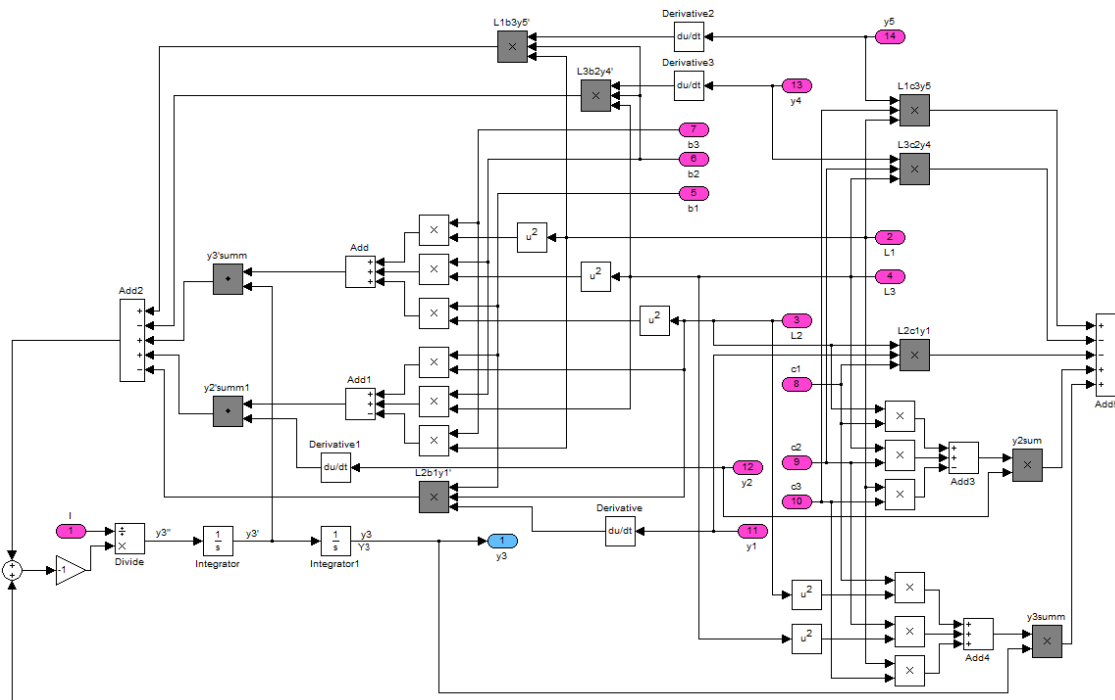 Derivative2
y5
L1b3y5'
du/dt
14
×
Derivative3
L3b2y4'
du/dt
13
y4
L1c3y5
×
×
7
b3
L3c2y4
6
b2
×
5
b1
×
u²
2
L1
Add
y3'summ
+
+
+
×
u²
4
L3
Add2
+
−
+
+
−
×
u²
3
L2
L2c1y1
×
+
−
−
+
+
c1
8
×
Add1
y2'summ1
+
+
−
×
×
×
Derivative1
du/dt
L2b1y1'
×
12
y2
c2
9
c3
10
×
×
+
+
−
Add3
y2sum
×
I
1
÷
×
Divide
y3''
1
s
Integrator
y3'
1
s
Integrator1
y3
Y3
1
y3
Derivative
du/dt
11
y1
+
+
-1
u²
×
u²
×
×
+
+
+
Add4
y3summ
×